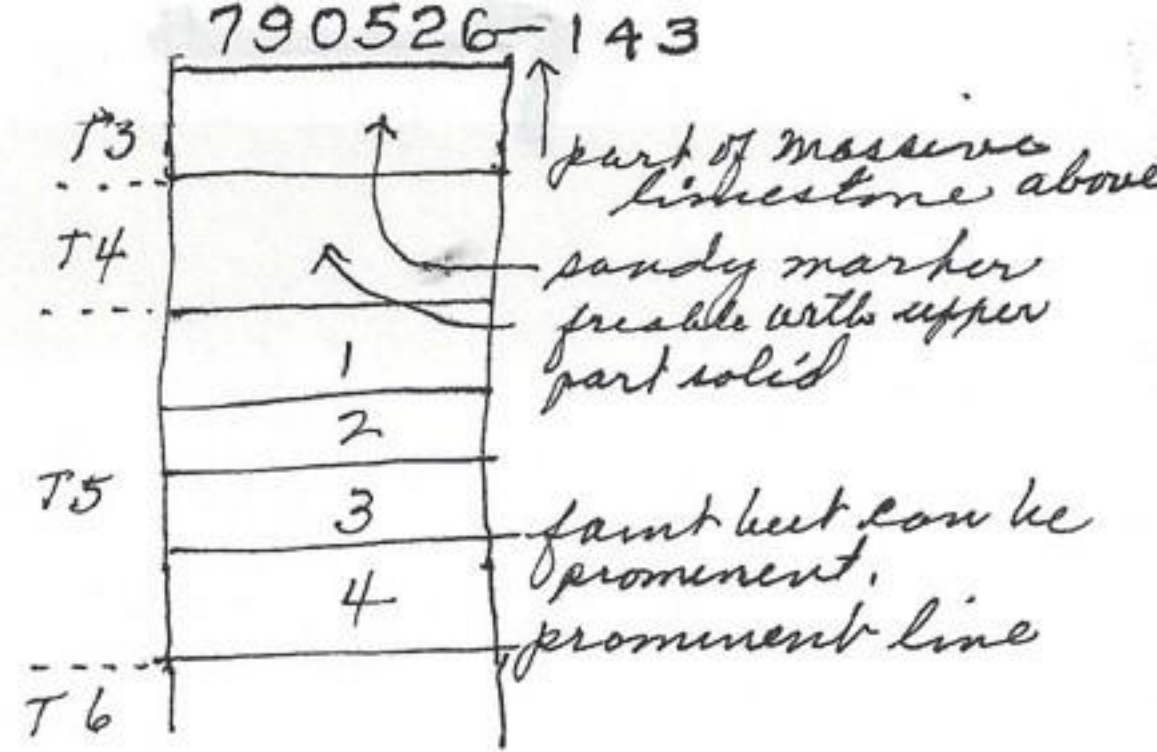 790526-143
T3
part of massive
limestone above
T4
sandy marker
friable with upper
part solid
1
2
T5
3
faint but can be
prominent.
4
prominent line
T6